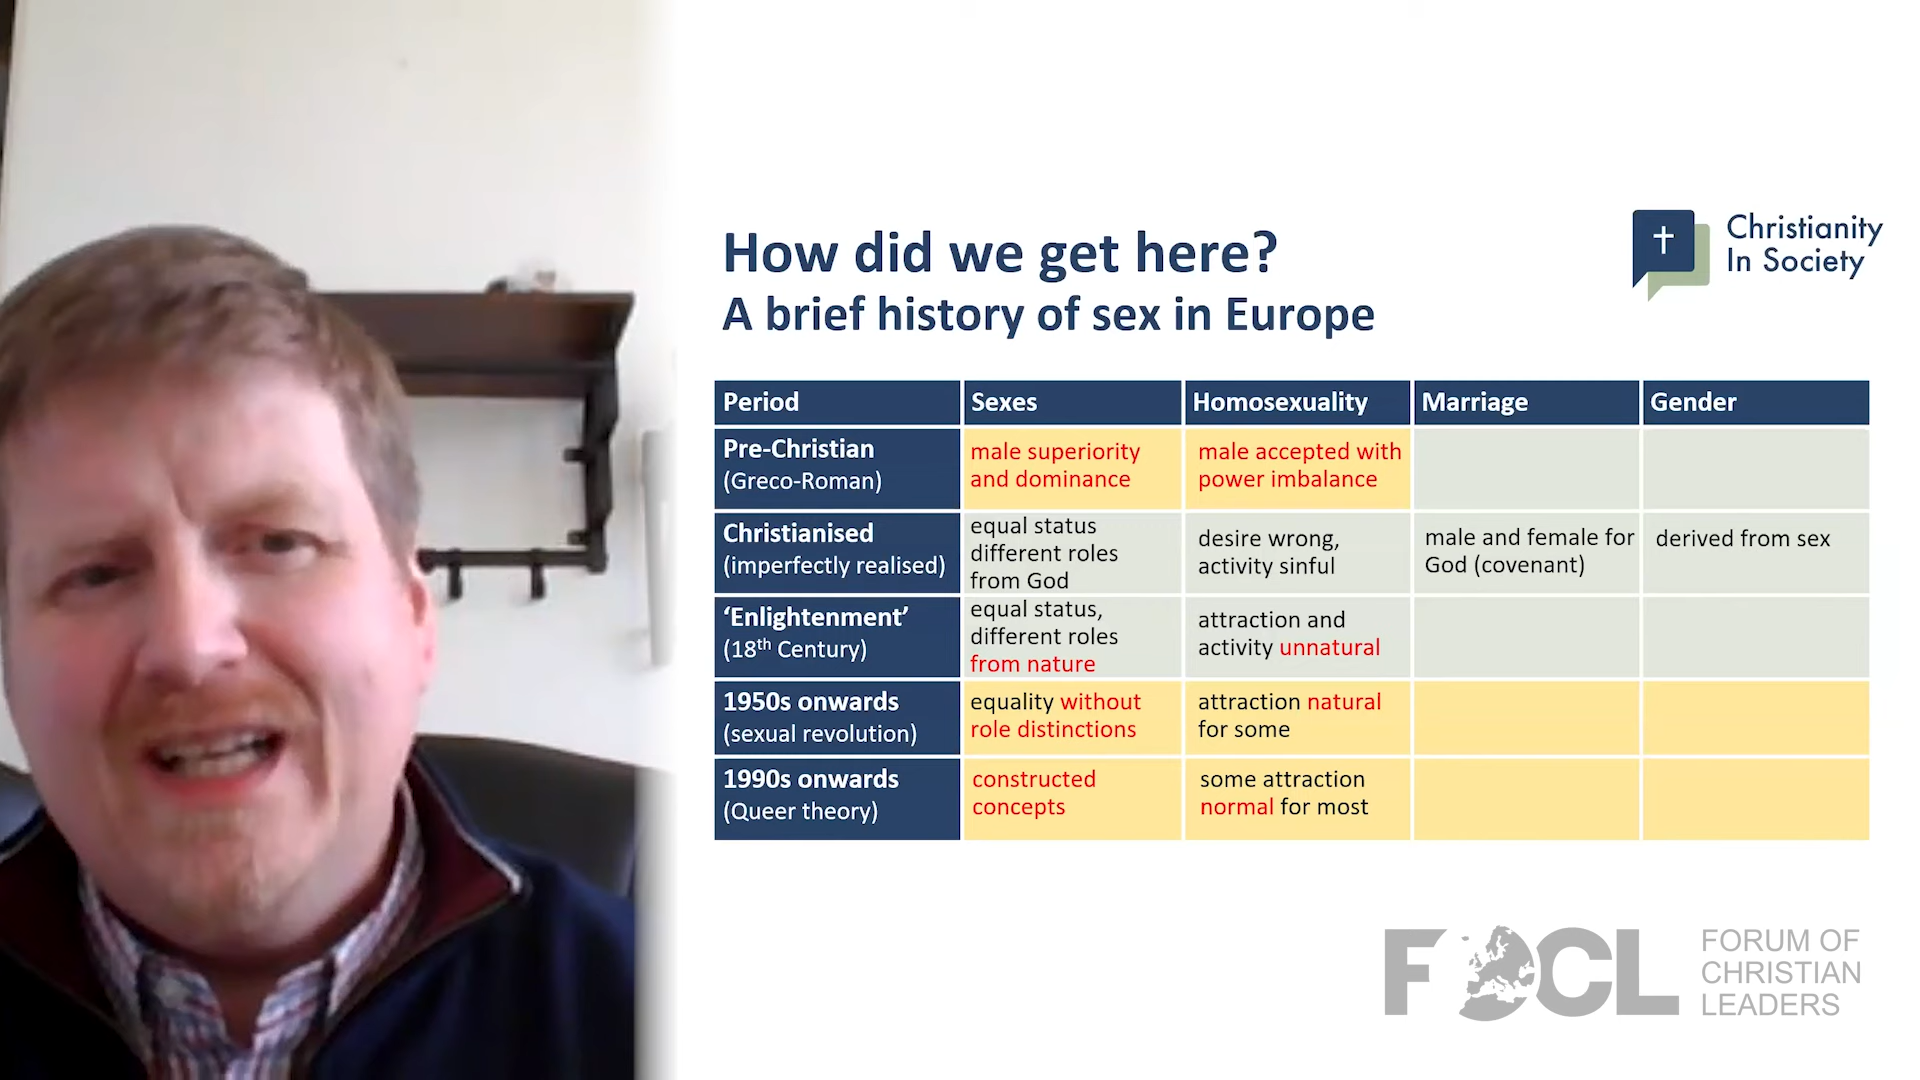 How did we get here?
A brief history of sex in Europe
Christianity
In Society
Period Sexes Homosexuality Marriage Gender
Pre-Christian
(Greco-Roman)
male superiority
and dominance
male accepted with
power imbalance
Christianised
(imperfectly realised)
equal status
different roles
from God
desire wrong,
activity sinful
male and female for
God (covenant)
derived from sex
‘Enlightenment’
(18th Century)
equal status,
different roles
from nature
attraction and
activity unnatural
1950s onwards
(sexual revolution)
equality without
role distinctions
attraction natural
for some
1990s onwards
(Queer theory)
constructed
concepts
some attraction
normal for most
FOCL
FORUM OF
CHRISTIAN
LEADERS